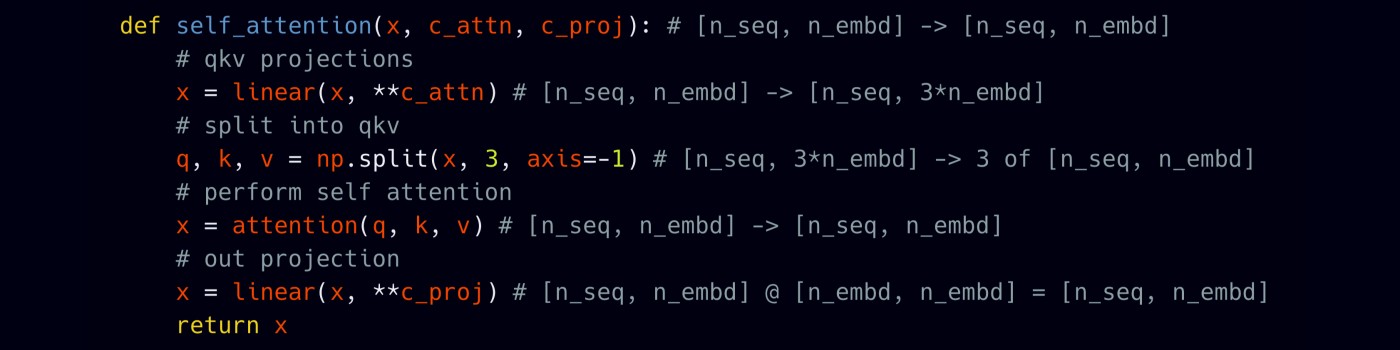 def self_attention(x, c_attn, c_proj): # [n_seq, n_embd] -> [n_seq, n_embd]
    # qkv projections
    x = linear(x, **c_attn) # [n_seq, n_embd] -> [n_seq, 3*n_embd]
    # split into qkv
    q, k, v = np.split(x, 3, axis=-1) # [n_seq, 3*n_embd] -> 3 of [n_seq, n_embd]
    # perform self attention
    x = attention(q, k, v) # [n_seq, n_embd] -> [n_seq, n_embd]
    # out projection
    x = linear(x, **c_proj) # [n_seq, n_embd] @ [n_embd, n_embd] = [n_seq, n_embd]
    return x